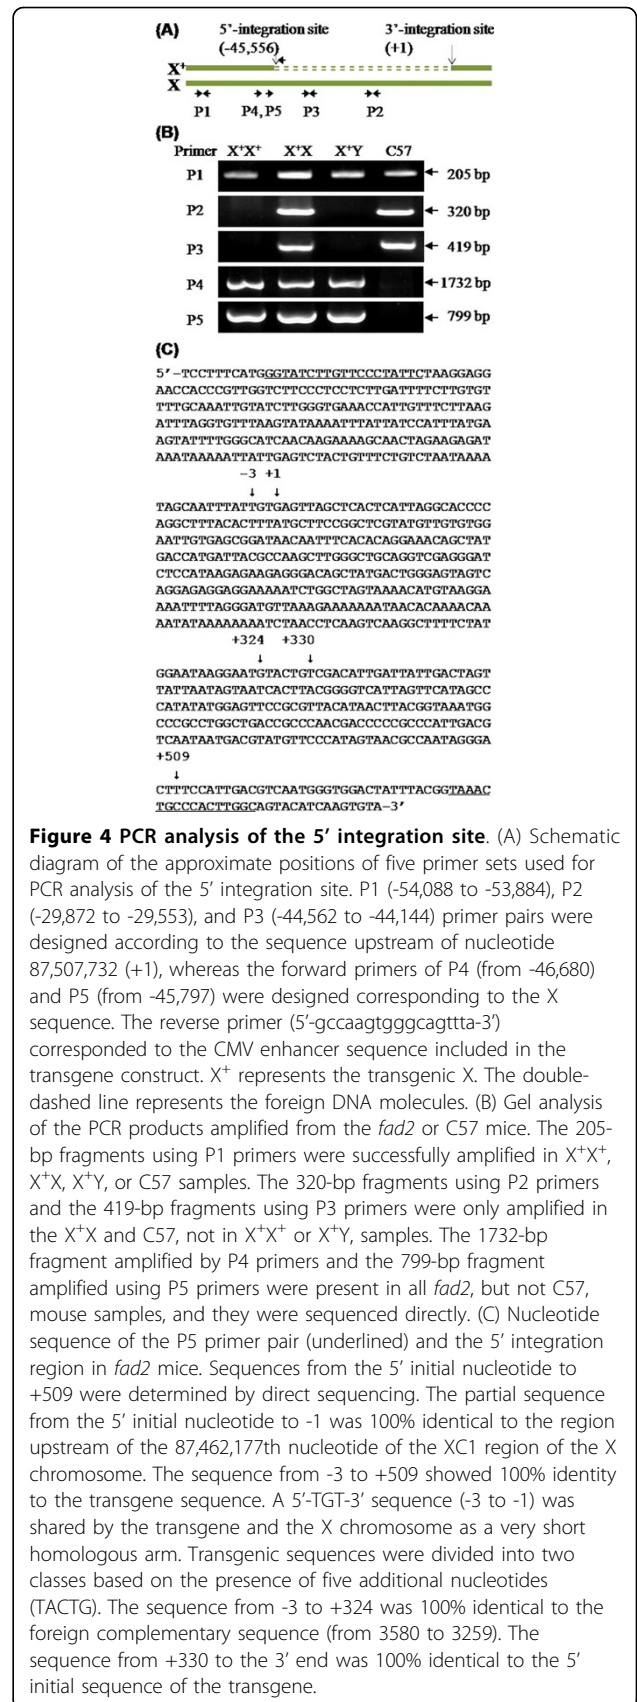 (A)
5'-integration site 3'-integration site
(-45,556) (+1)
X⁺
X
P1 P4, P5 P3 P2
(B)
Primer X⁺X⁺ X⁺X X⁺Y C57
P1 205 bp
P2 320 bp
P3 419 bp
P4 1732 bp
P5 799 bp
(C)
5'-TCCTTTCATGGGTATCTTGTTCCCTATTCTAAGGAGG
AACCACCCGTTGGTCTTCCCTCCTCTTGATTTTCTTGTGT
TTTGCAAATTGTATCTTGGGTGAAACCATTGTTTCTTAAG
ATTTAGGTGTTTAAGTATAAAATTTATTATCCATTTATGA
AGTATTTTGGGCATCAACAAGAAAAGCAACTAGAAGAGAT
AAATAAAAATTATTGAGTCTACTGTTTCTGTCTAATAAAA
-3 +1
TAGCAATTTATTGTGAGTTAGCTCACTCATTAGGCACCCC
AGGCTTTACACTTTATGCTTCCGGCTCGTATGTTGTGTGG
AATTGTGAGCGGATAACAATTTCACACAGGAAACAGCTAT
GACCATGATTACGCCAAGCTTGGGCTGCAGGTCGAGGGAT
CTCCATAAGAGAAGAGGGACAGCTATGACTGGGAGTAGTC
AGGAGAGGAGGAAAAATCTGGCTAGTAAAACATGTAAGGA
AAATTTTAGGGATGTTAAAGAAAAAAATAACACAAAACAA
AATATAAAAAAAATCTAACCTCAAGTCAAGGCTTTTCTAT
+324 +330
GGAATAAGGAATGTACTGTCGACATTGATTATTGACTAGT
TATTAATAGTAATCACTTACGGGGTCATTAGTTCATAGCC
CATATATGGAGTTCCGCGTTACATAACTTACGGTAAATGG
CCCGCCTGGCTGACCGCCCAACGACCCCCGCCCATTGACG
TCAATAATGACGTATGTTCCCATAGTAACGCCAATAGGGA
+509
CTTTCCATTGACGTCAATGGGTGGACTATTTACGGTAAAC
TGCCCACTTGGCAGTACATCAAGTGTA-3'
Figure 4 PCR analysis of the 5' integration site. (A) Schematic
diagram of the approximate positions of five primer sets used for
PCR analysis of the 5' integration site. P1 (-54,088 to -53,884), P2
(-29,872 to -29,553), and P3 (-44,562 to -44,144) primer pairs were
designed according to the sequence upstream of nucleotide
87,507,732 (+1), whereas the forward primers of P4 (from -46,680)
and P5 (from -45,797) were designed corresponding to the X
sequence. The reverse primer (5'-gccaagtgggcagttta-3')
corresponded to the CMV enhancer sequence included in the
transgene construct. X⁺ represents the transgenic X. The double-
dashed line represents the foreign DNA molecules. (B) Gel analysis
of the PCR products amplified from the fad2 or C57 mice. The 205-
bp fragments using P1 primers were successfully amplified in X⁺X⁺,
X⁺X, X⁺Y, or C57 samples. The 320-bp fragments using P2 primers
and the 419-bp fragments using P3 primers were only amplified in
the X⁺X and C57, not in X⁺X⁺ or X⁺Y, samples. The 1732-bp
fragment amplified by P4 primers and the 799-bp fragment
amplified using P5 primers were present in all fad2, but not C57,
mouse samples, and they were sequenced directly. (C) Nucleotide
sequence of the P5 primer pair (underlined) and the 5' integration
region in fad2 mice. Sequences from the 5' initial nucleotide to
+509 were determined by direct sequencing. The partial sequence
from the 5' initial nucleotide to -1 was 100% identical to the region
upstream of the 87,462,177th nucleotide of the XC1 region of the X
chromosome. The sequence from -3 to +509 showed 100% identity
to the transgene sequence. A 5'-TGT-3' sequence (-3 to -1) was
shared by the transgene and the X chromosome as a very short
homologous arm. Transgenic sequences were divided into two
classes based on the presence of five additional nucleotides
(TACTG). The sequence from -3 to +324 was 100% identical to the
foreign complementary sequence (from 3580 to 3259). The
sequence from +330 to the 3' end was 100% identical to the 5'
initial sequence of the transgene.